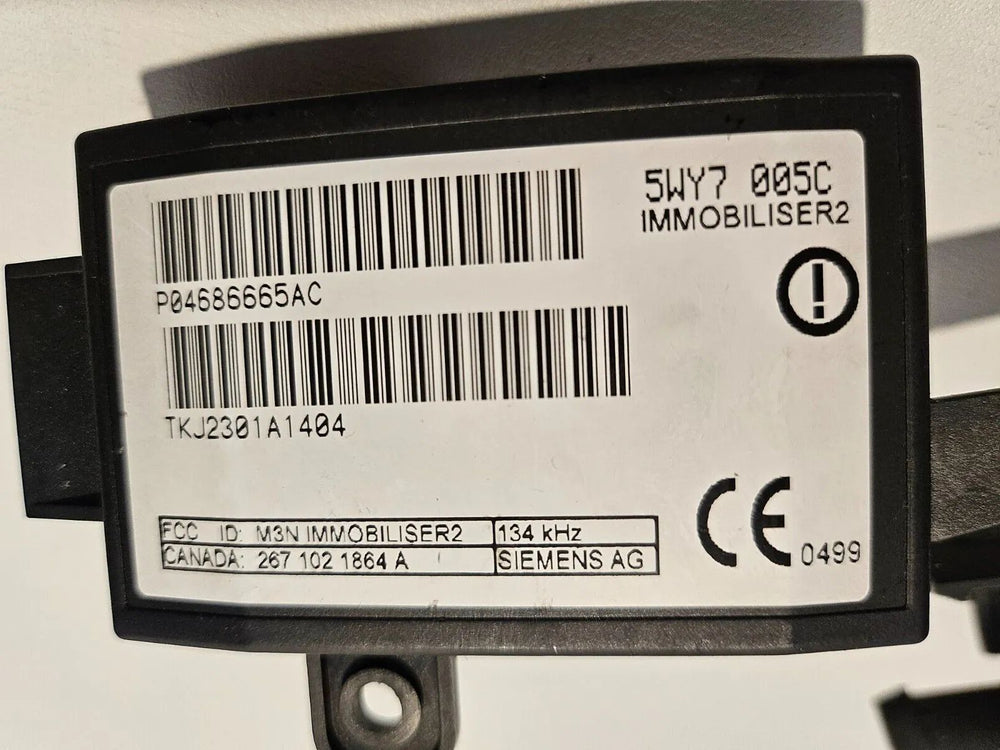 5WY7 005C
IMMOBILISER2
P04686665AC
TKJ2301A1404
FCC ID: M3N IMMOBILISER2 134 kHz
CANADA: 267 102 1864 A SIEMENS AG
CE 0499